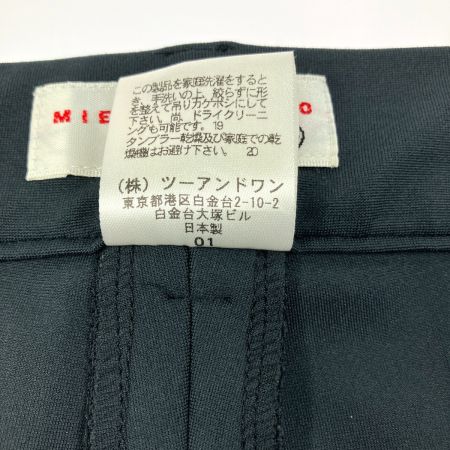 この製品を家庭洗濯をすると
き、手洗いの上、絞らずに形
を整えて吊りカゲボシにして
下さい。尚、ドライクリーニ
ングも可能です。19
タンブラー乾燥及び家庭での乾
燥機はお避け下さい。 20
MIE
O
(株) ツーアンドワン
東京都港区白金台2-10-2
白金台大塚ビル
日本製
01